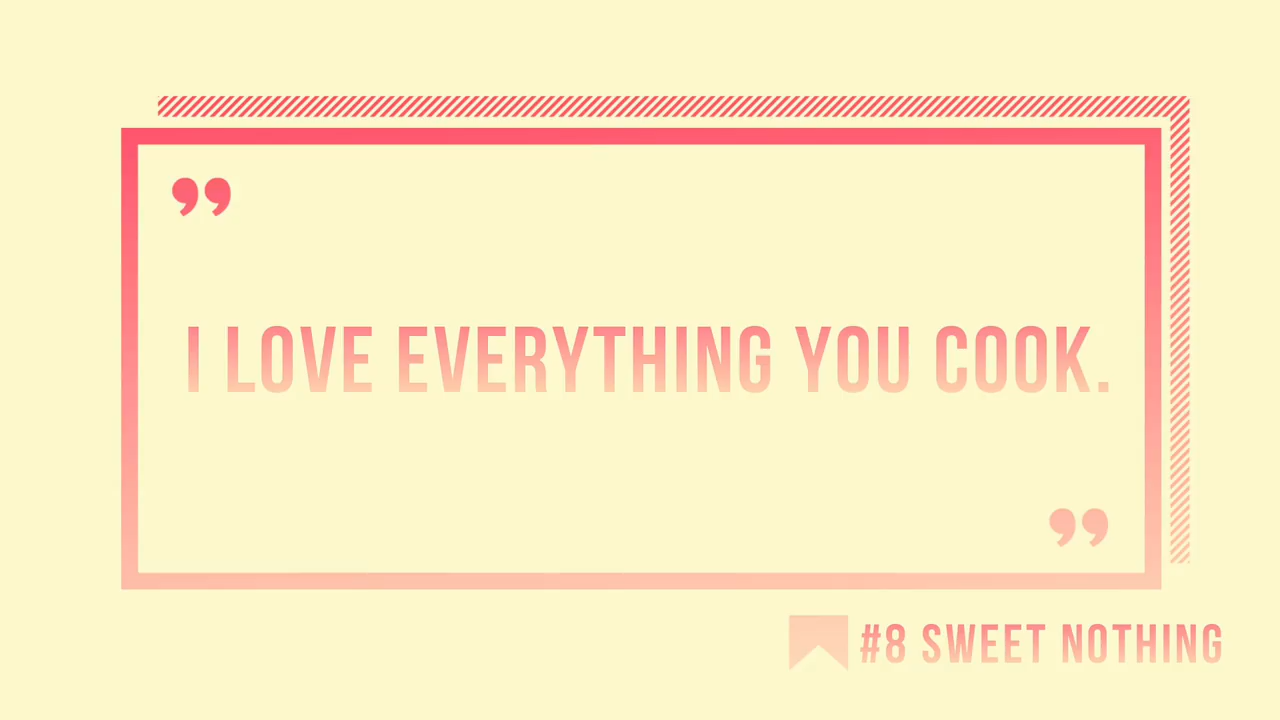 ”
I LOVE EVERYTHING YOU COOK.
”
#8 SWEET NOTHING